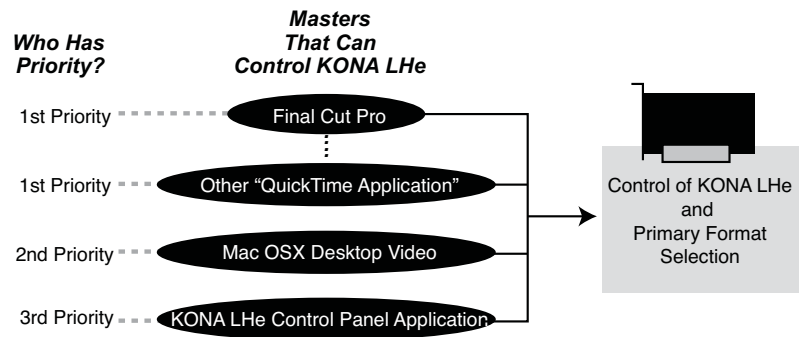 Who Has
Priority?
Masters
That Can
Control KONA LHe
1st Priority
Final Cut Pro
1st Priority
Other “QuickTime Application”
2nd Priority
Mac OSX Desktop Video
3rd Priority
KONA LHe Control Panel Application
Control of KONA LHe
and
Primary Format
Selection